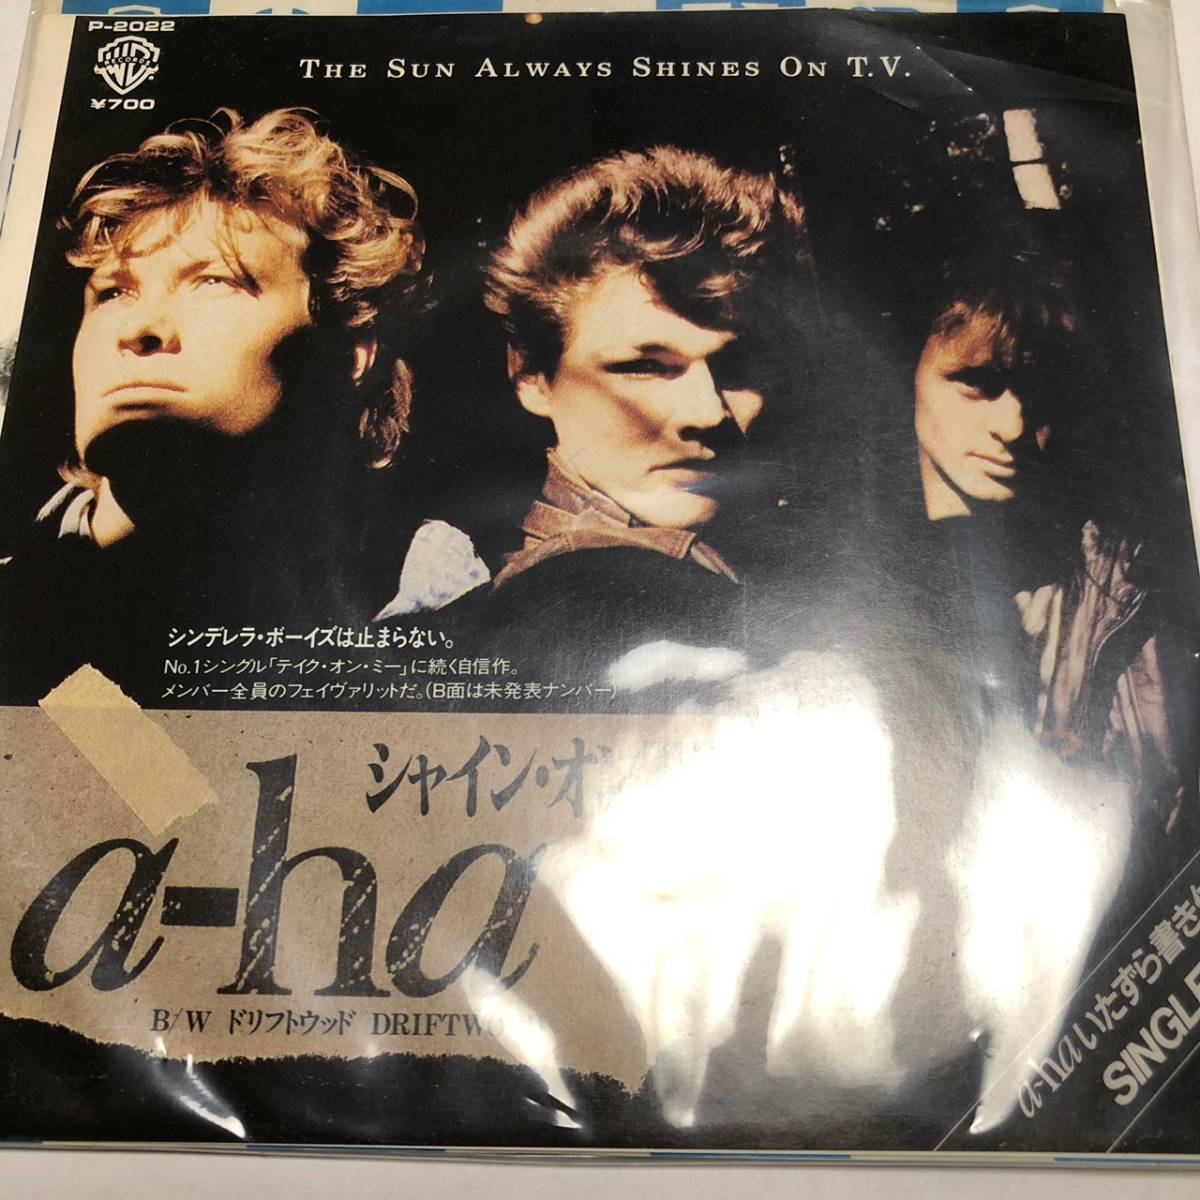 P-2022
WB RECORDS
¥700
THE SUN ALWAYS SHINES ON T.V.
シンデレラ・ボーイズは止まらない。
No.1シングル「テイク・オン・ミー」に続く自信作。
メンバー全員のフェイヴァリットだ。(B面は未発表ナンバー)
シャイン・オ
a-ha
B/W ドリフトウッド DRIFTWO
a-haいたずら書き
SINGLE